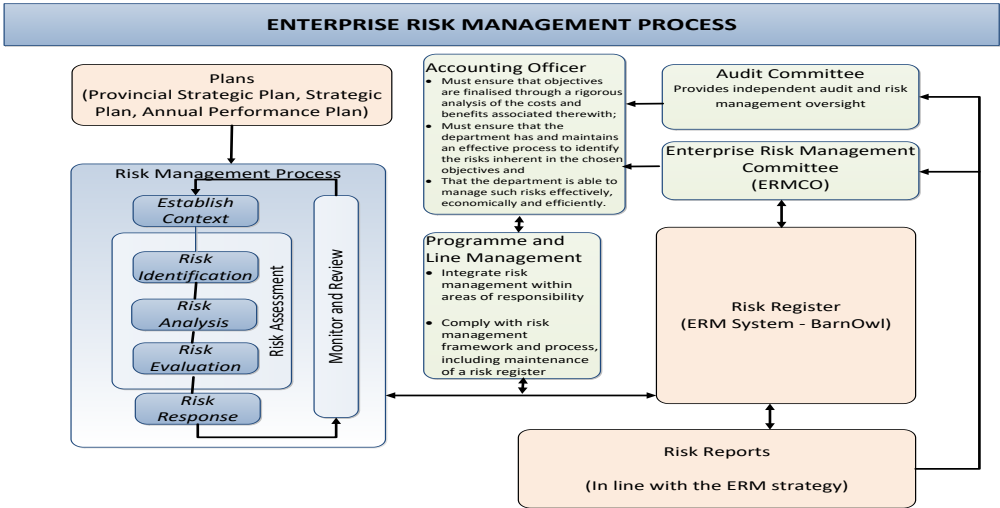 ENTERPRISE RISK MANAGEMENT PROCESS
Plans
(Provincial Strategic Plan, Strategic
Plan, Annual Performance Plan)
Risk Management Process
Establish
Context
Risk
Identification
Risk
Analysis
Risk
Evaluation
Risk Assessment
Risk
Response
Monitor and Review
Accounting Officer
• Must ensure that objectives
are finalised through a rigorous
analysis of the costs and
benefits associated therewith;
• Must ensure that the
department has and maintains
an effective process to identify
the risks inherent in the chosen
objectives and
• That the department is able to
manage such risks effectively,
economically and efficiently.
Programme and
Line Management
• Integrate risk
management within
areas of responsibility
• Comply with risk
management
framework and process,
including maintenance
of a risk register
Audit Committee
Provides independent audit and risk
management oversight
Enterprise Risk Management
Committee
(ERMCO)
Risk Register
(ERM System - BarnOwl)
Risk Reports
(In line with the ERM strategy)